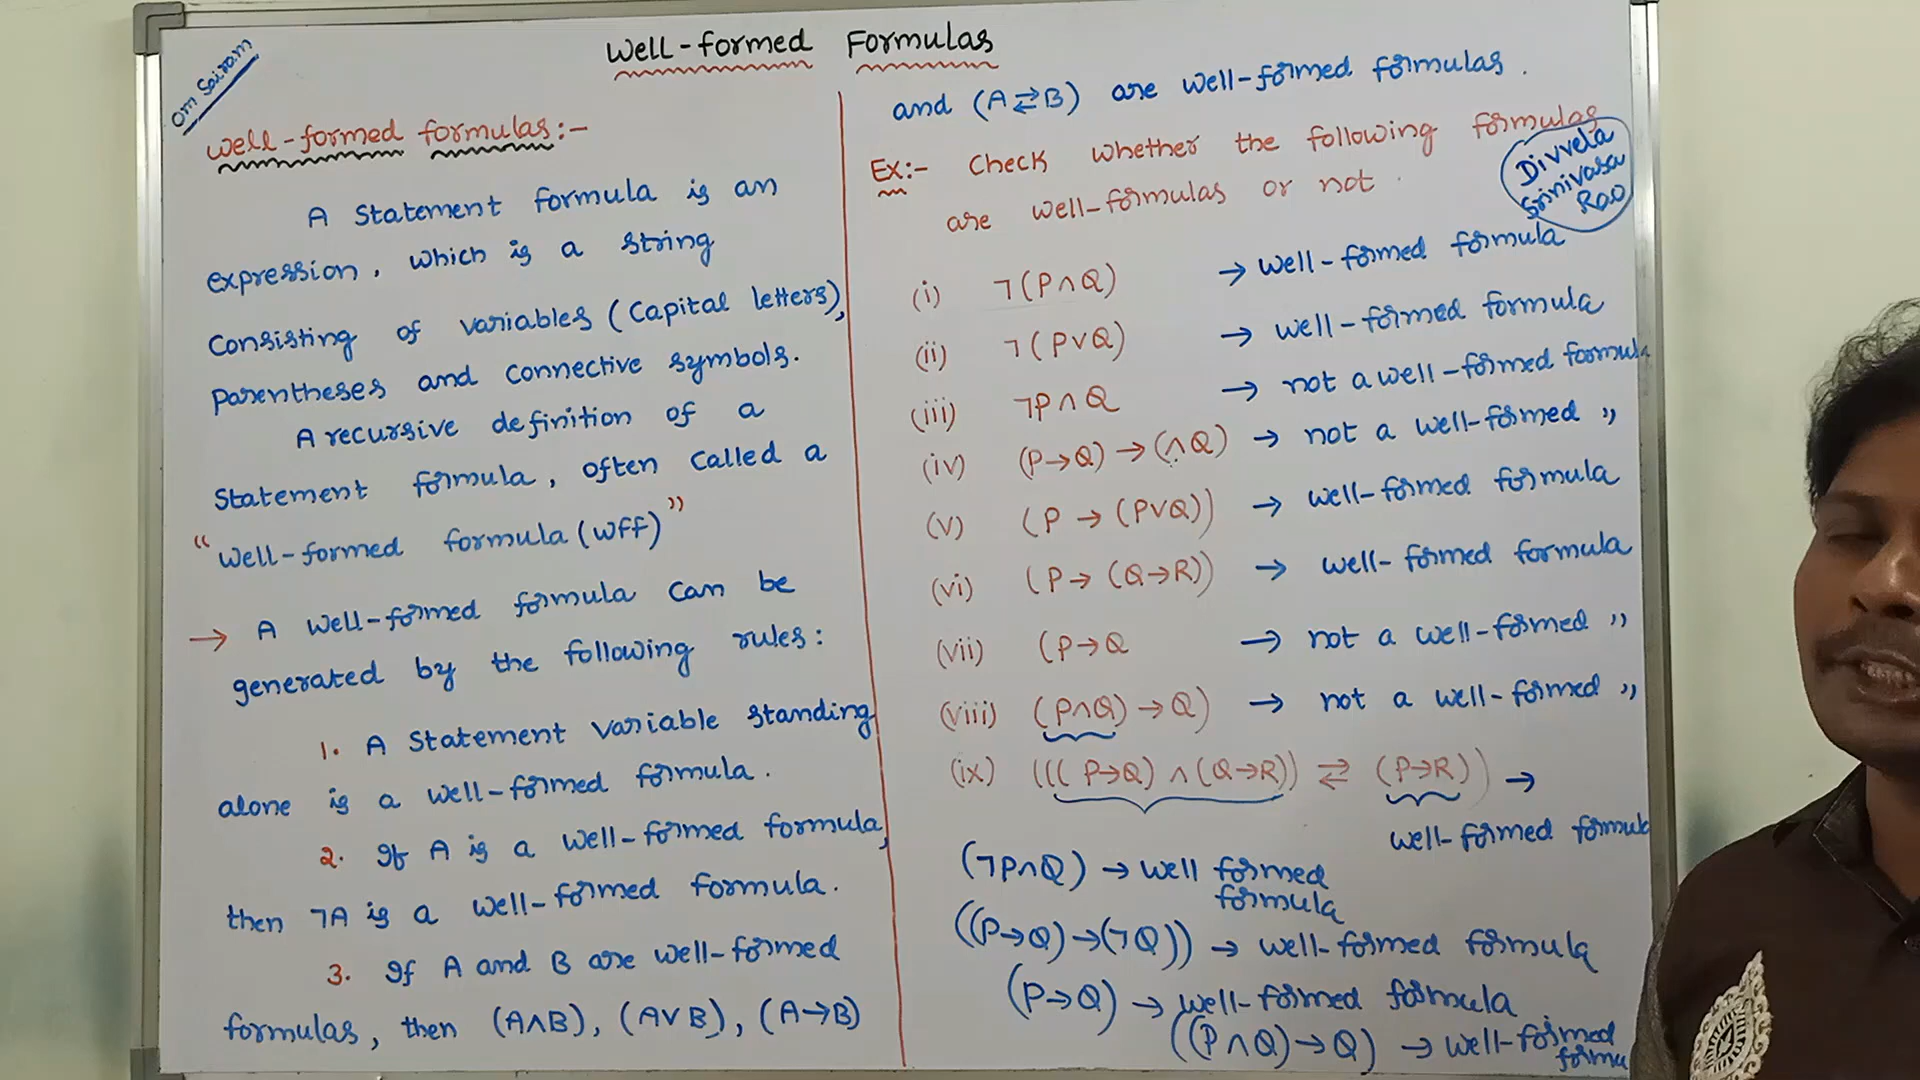 Well-formed Formulas
Om Sairam
Well-formed formulas:-
A Statement formula is an
expression, which is a string
Consisting of variables (Capital letters),
Parentheses and connective symbols.
A recursive definition of a
Statement formula, often called a
"Well-formed formula (Wff)"
→ A Well-formed formula can be
generated by the following rules:
1. A Statement variable standing
alone is a well-formed formula.
2. If A is a well-formed formula,
then ¬A is a well-formed formula.
3. If A and B are well-formed
formulas, then (A∧B), (A∨B), (A→B)
and (A⇄B) are well-formed formulas.
Ex:- Check whether the following formulas
are well-formulas or not.
Divvela
Srinivasa
Rao
(i) ¬(P∧Q) → Well-formed formula
(ii) ¬(P∨Q) → well-formed formula
(iii) ¬P∧Q → not a well-formed formula
(iv) (P→Q)→(∧Q) → not a well-formed ,,
(v) (P→(P∨Q)) → well-formed formula
(vi) (P→(Q→R)) → well-formed formula
(vii) (P→Q → not a well-formed ,,
(viii) (P∧Q)→Q) → not a well-formed ,,
(ix) (((P→Q)∧(Q→R))⇄(P→R)) →
well-formed formula
(¬P∧Q) → well formed
formula
((P→Q)→(¬Q)) → well-formed formula
(P→Q) → well-formed formula
((P∧Q)→Q) → well-formed
formu